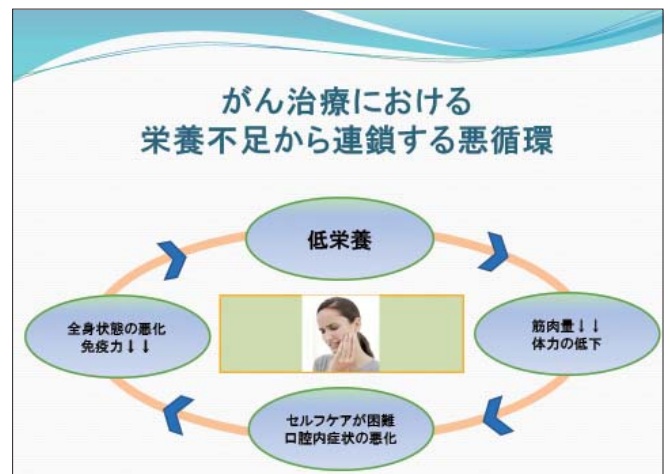 がん治療における
栄養不足から連鎖する悪循環
低栄養
筋肉量↓↓
体力の低下
セルフケアが困難
口腔内症状の悪化
全身状態の悪化
免疫力↓↓